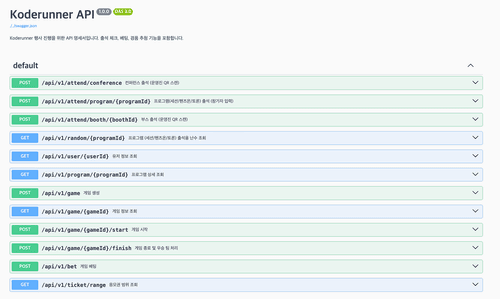 Koderunner API 1.0.0 OAS 3.0
Koderunner 행사 진행을 위한 API 명세서입니다. 출석 체크, 배팅, 경품 추첨 기능을 포함합니다.
default
POST /api/v1/attend/conference 컨퍼런스 출석 (운영진 QR 스캔)
POST /api/v1/attend/program/{programId} 프로그램(세션/핸즈온/토론) 출석 (참가자 입력)
POST /api/v1/attend/booth/{boothId} 부스 출석 (운영진 QR 스캔)
GET /api/v1/random/{programId} 프로그램 (세션/핸즈온/토론) 출석용 난수 조회
GET /api/v1/user/{userId} 유저 정보 조회
GET /api/v1/program/{programId} 프로그램 상세 조회
POST /api/v1/game 게임 생성
GET /api/v1/game/{gameId} 게임 정보 조회
POST /api/v1/game/{gameId}/start 게임 시작
POST /api/v1/game/{gameId}/finish 게임 종료 및 우승 팀 처리
POST /api/v1/bet 게임 베팅
GET /api/v1/ticket/range 응모권 범위 조회